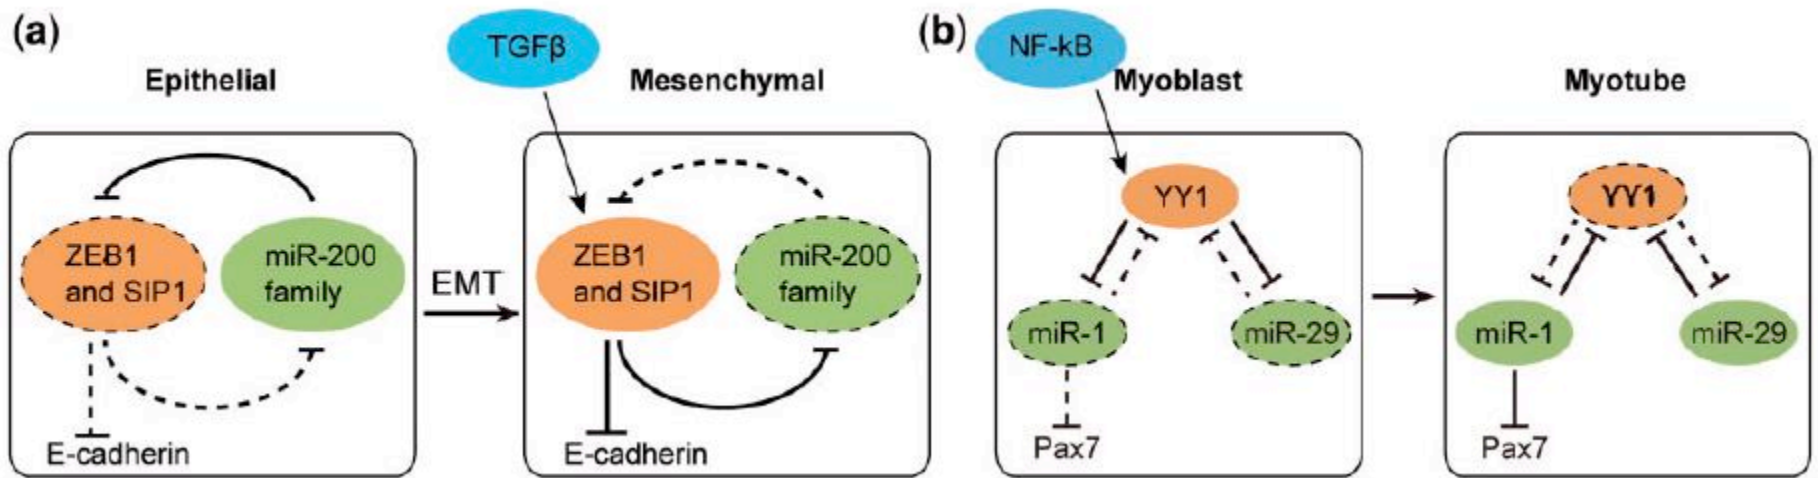 (a)
Epithelial
TGFβ
Mesenchymal
ZEB1
and SIP1
miR-200
family
E-cadherin
EMT
ZEB1
and SIP1
miR-200
family
E-cadherin
(b)
NF-kB
Myoblast
Myotube
YY1
miR-1
miR-29
Pax7
YY1
miR-1
miR-29
Pax7